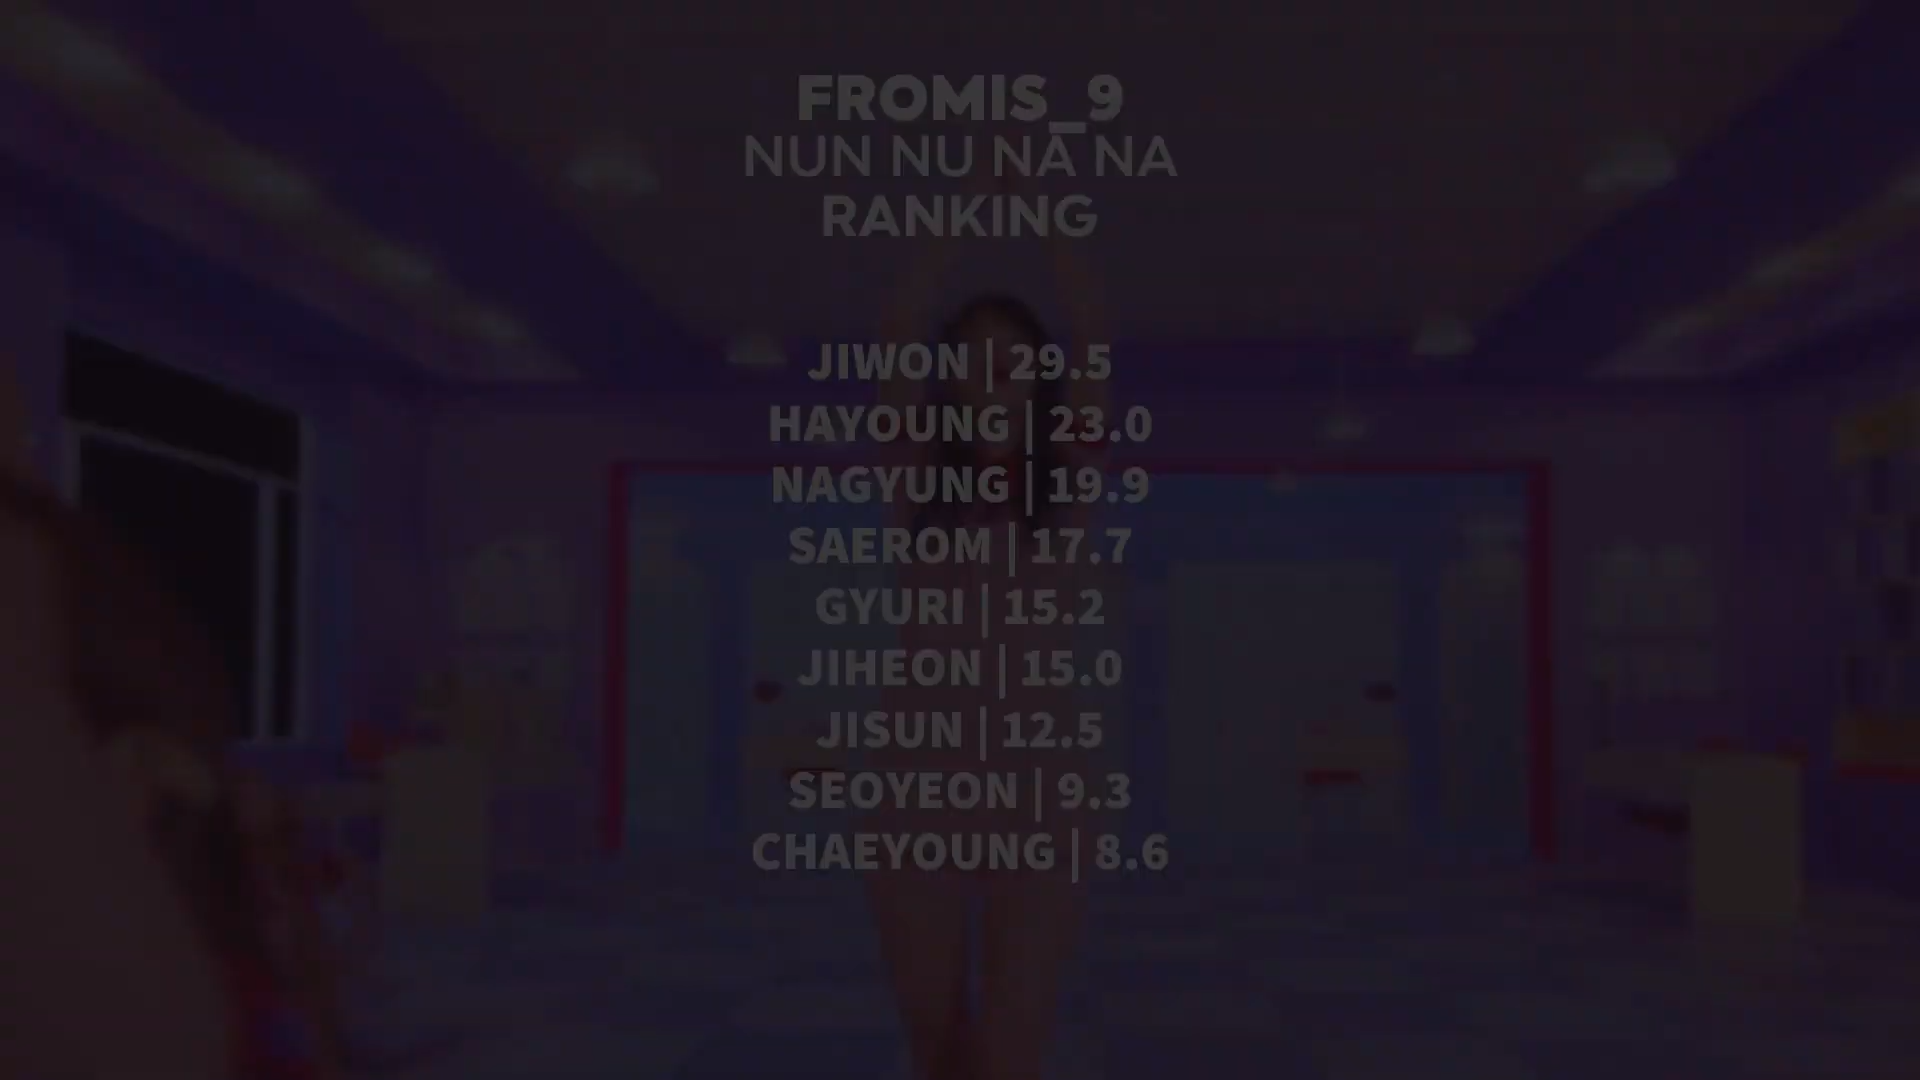 FROMIS_9
NUN NU NA NA
RANKING
JIWON | 29.5
HAYOUNG | 23.0
NAGYUNG | 19.9
SAEROM | 17.7
GYURI | 15.2
JIHEON | 15.0
JISUN | 12.5
SEOYEON | 9.3
CHAEYOUNG | 8.6